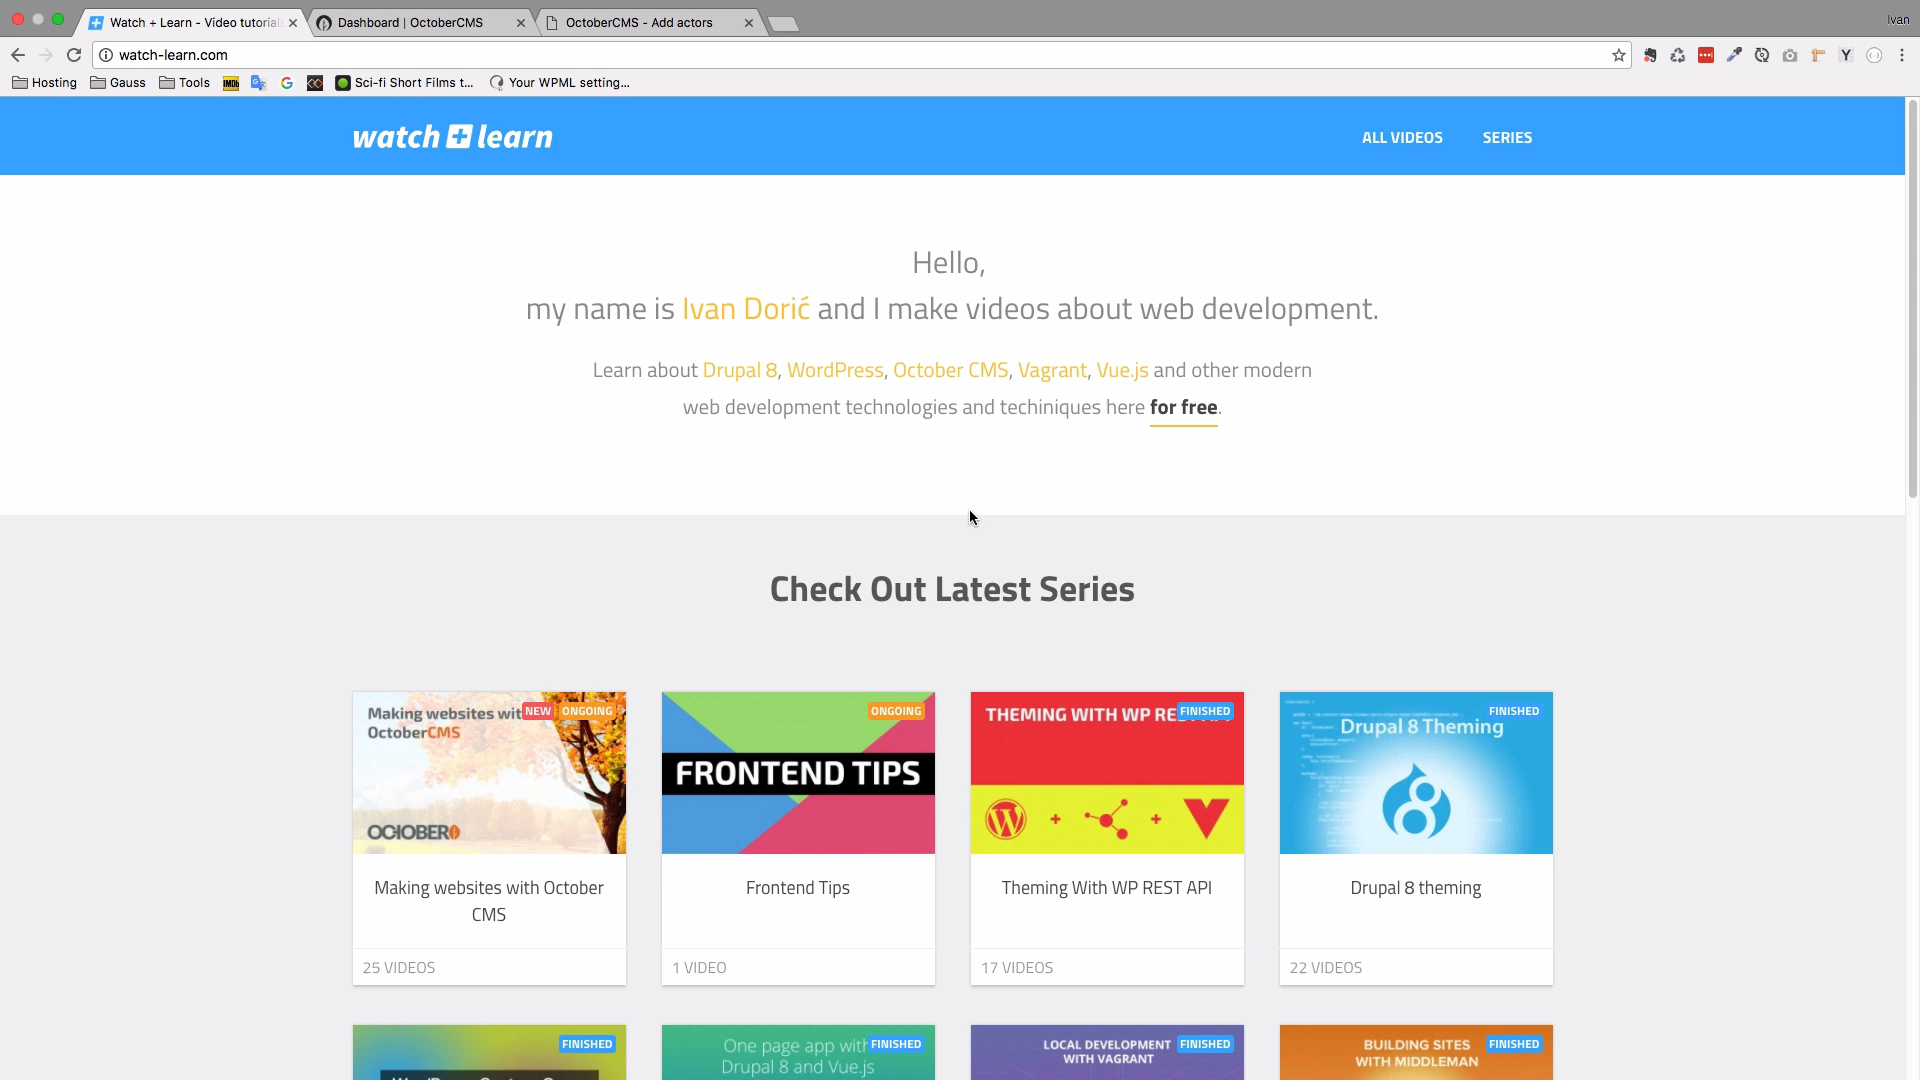 Ivan
Watch + Learn - Video tutorial
Dashboard | OctoberCMS
OctoberCMS - Add actors
watch-learn.com
Hosting
Gauss
Tools
IMDb
Sci-fi Short Films t...
Your WPML setting...
watch learn
ALL VIDEOS
SERIES
Hello,
my name is Ivan Dorić and I make videos about web development.
Learn about Drupal 8, WordPress, October CMS, Vagrant, Vue.js and other modern
web development technologies and techiniques here for free.
Check Out Latest Series
Making websites wit
OctoberCMS
NEW
ONGOING
OCTOBER
Making websites with October
CMS
25 VIDEOS
ONGOING
FRONTEND TIPS
Frontend Tips
1 VIDEO
THEMING WITH WP
FINISHED
Theming With WP REST API
17 VIDEOS
FINISHED
Drupal 8 Theming
Drupal 8 theming
22 VIDEOS
FINISHED
One page app with
Drupal 8 and Vue.js
FINISHED
LOCAL DEVELOPMENT
WITH VAGRANT
FINISHED
BUILDING SITES
WITH MIDDLEMAN
FINISHED